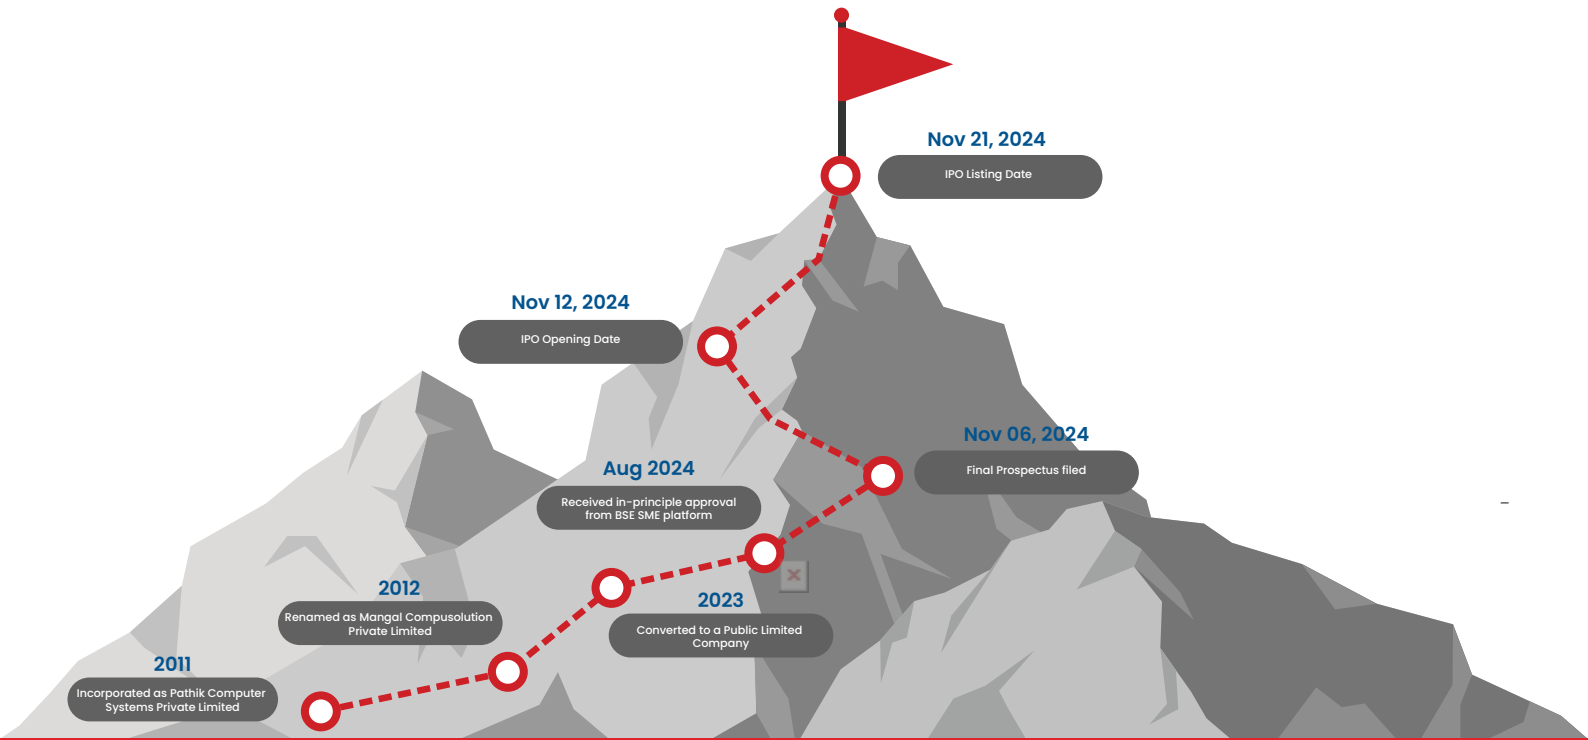 Nov 21, 2024
IPO Listing Date
Nov 12, 2024
IPO Opening Date
Nov 06, 2024
Final Prospectus filed
Aug 2024
Received in-principle approval
from BSE SME platform
2023
Converted to a Public Limited
Company
2012
Renamed as Mangal Compusolution
Private Limited
2011
Incorporated as Pathik Computer
Systems Private Limited